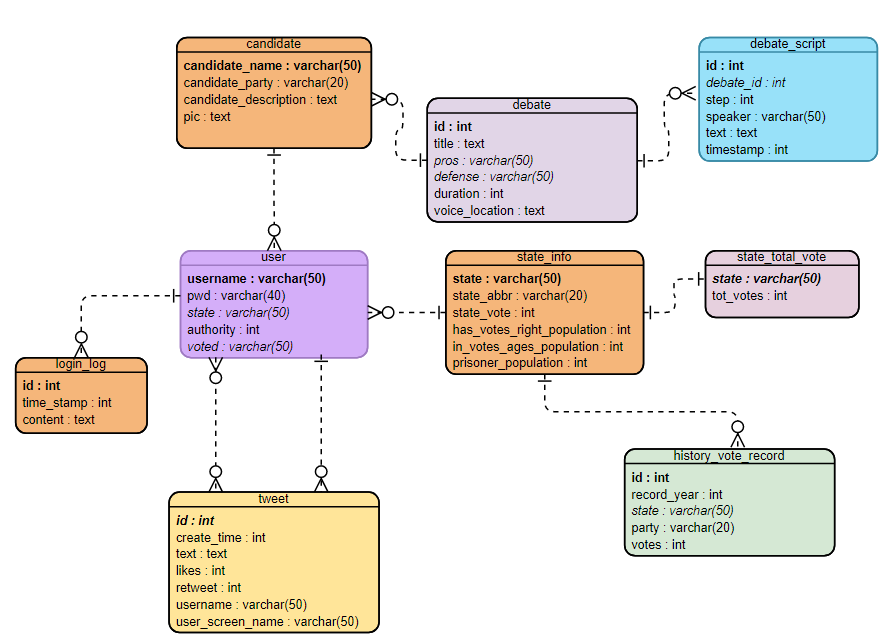 candidate
candidate_name : varchar(50)
candidate_party : varchar(20)
candidate_description : text
pic : text
debate
id : int
title : text
pros : varchar(50)
defense : varchar(50)
duration : int
voice_location : text
debate_script
id : int
debate_id : int
step : int
speaker : varchar(50)
text : text
timestamp : int
user
username : varchar(50)
pwd : varchar(40)
state : varchar(50)
authority : int
voted : varchar(50)
state_info
state : varchar(50)
state_abbr : varchar(20)
state_vote : int
has_votes_right_population : int
in_votes_ages_population : int
prisoner_population : int
state_total_vote
state : varchar(50)
tot_votes : int
login_log
id : int
time_stamp : int
content : text
history_vote_record
id : int
record_year : int
state : varchar(50)
party : varchar(20)
votes : int
tweet
id : int
create_time : int
text : text
likes : int
retweet : int
username : varchar(50)
user_screen_name : varchar(50)